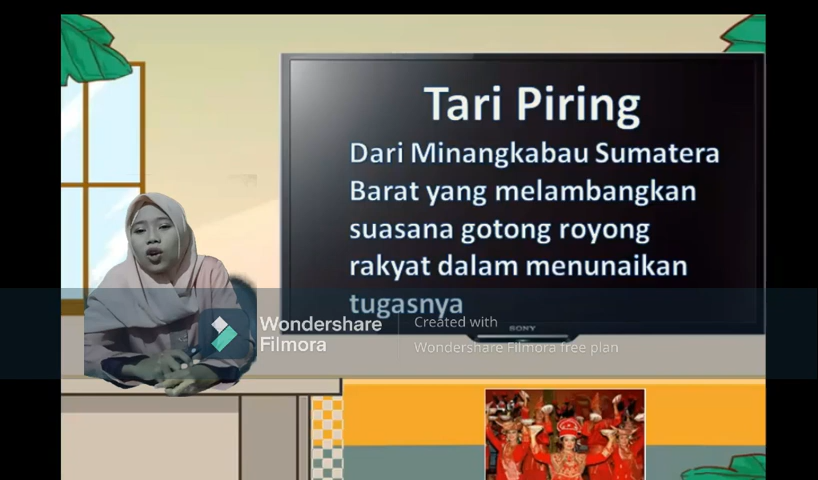 Tari Piring
Dari Minangkabau Sumatera
Barat yang melambangkan
suasana gotong royong
rakyat dalam menunaikan
tugasnya
SONY
Wondershare
Filmora
Created with
Wondershare Filmora free plan